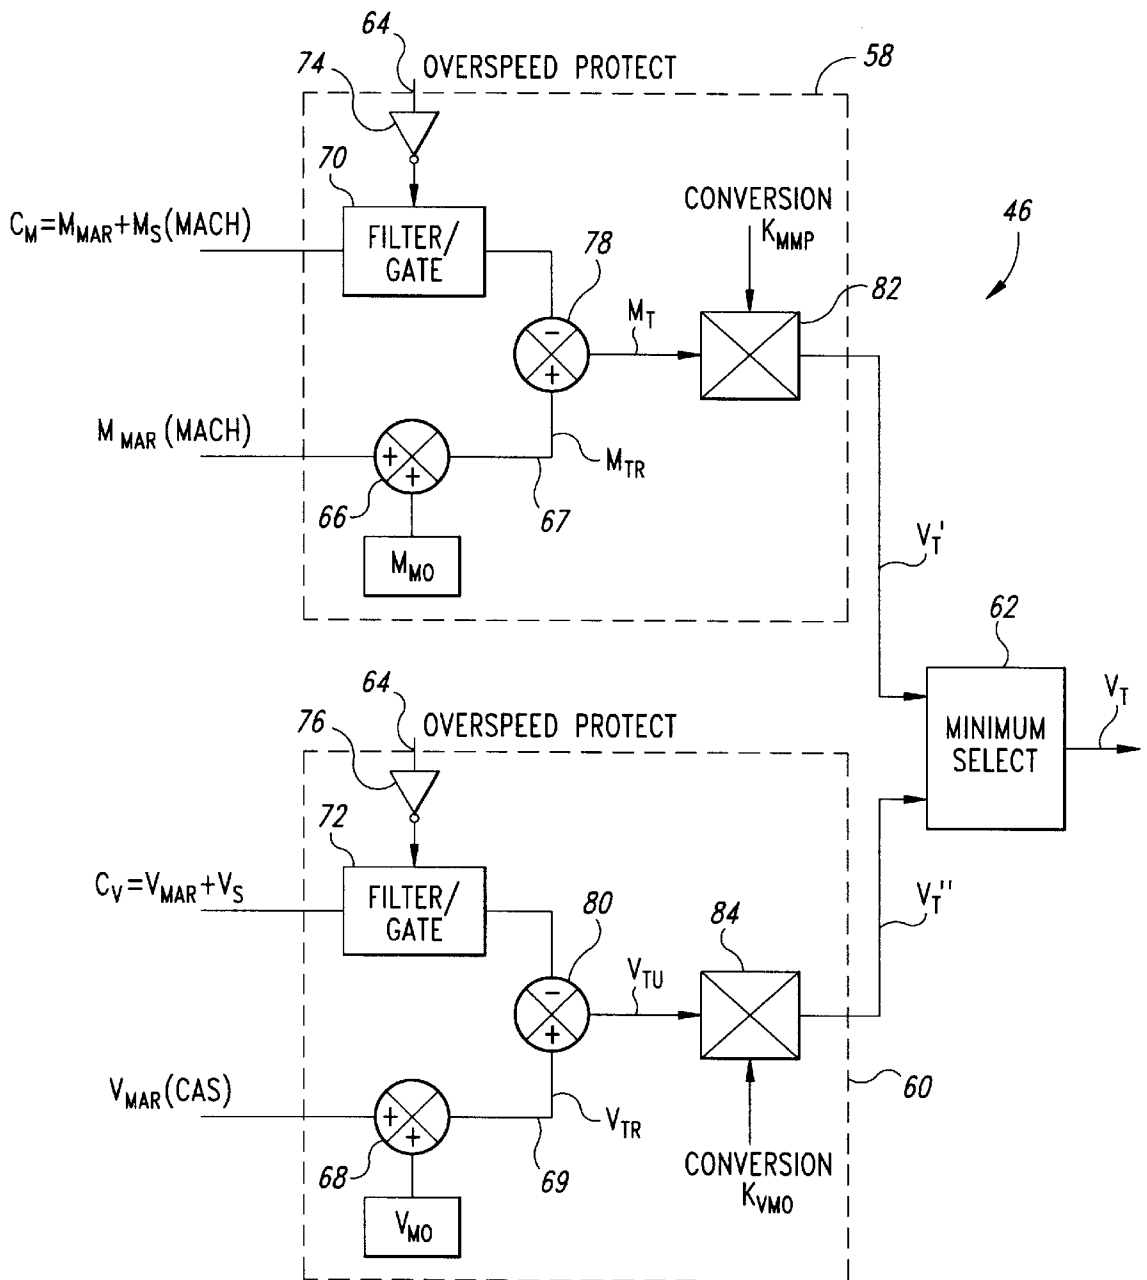 64
74
OVERSPEED PROTECT
58
70
C_M=M_MAR+M_S(MACH)
FILTER/
GATE
CONVERSION
K_MMP
46
78
82
M_T
−
+
M_MAR(MACH)
+
+
M_TR
66
67
M_MO
V_T'
62
64
76
OVERSPEED PROTECT
V_T
MINIMUM
SELECT
72
C_V=V_MAR+V_S
FILTER/
GATE
V_T''
80
84
V_TU
−
+
60
V_MAR(CAS)
+
+
V_TR
68
69
CONVERSION
K_VMO
V_MO